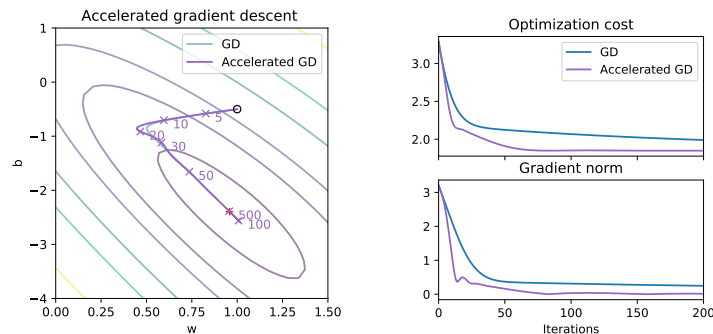 Accelerated gradient descent
1
0
−1
−2
−3
−4
b
GD
Accelerated GD
5
10
20
30
50
500
100
0.00 0.25 0.50 0.75 1.00 1.25 1.50
w
Optimization cost
3.0
2.5
2.0
GD
Accelerated GD
Gradient norm
3
2
1
0
0 50 100 150 200
Iterations